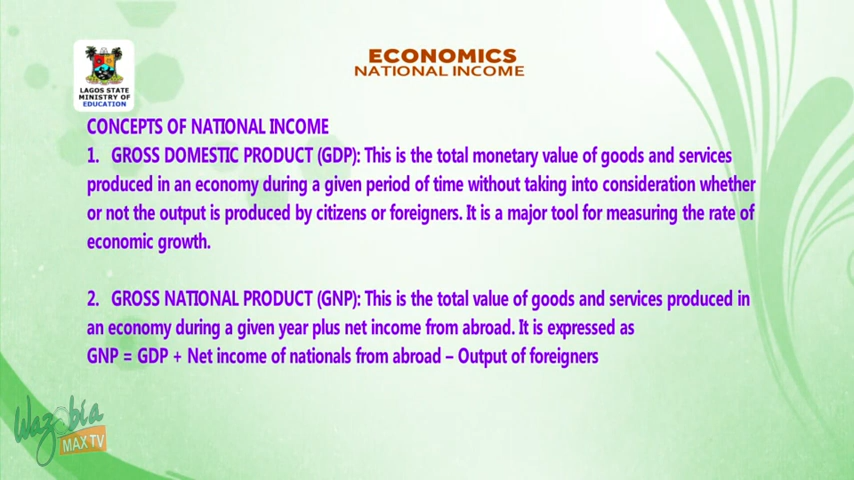 ECONOMICS
NATIONAL INCOME
LAGOS STATE
MINISTRY OF
EDUCATION
CONCEPTS OF NATIONAL INCOME
1. GROSS DOMESTIC PRODUCT (GDP): This is the total monetary value of goods and services
produced in an economy during a given period of time without taking into consideration whether
or not the output is produced by citizens or foreigners. It is a major tool for measuring the rate of
economic growth.
2. GROSS NATIONAL PRODUCT (GNP): This is the total value of goods and services produced in
an economy during a given year plus net income from abroad. It is expressed as
GNP = GDP + Net income of nationals from abroad – Output of foreigners
Wazobia
MAX TV